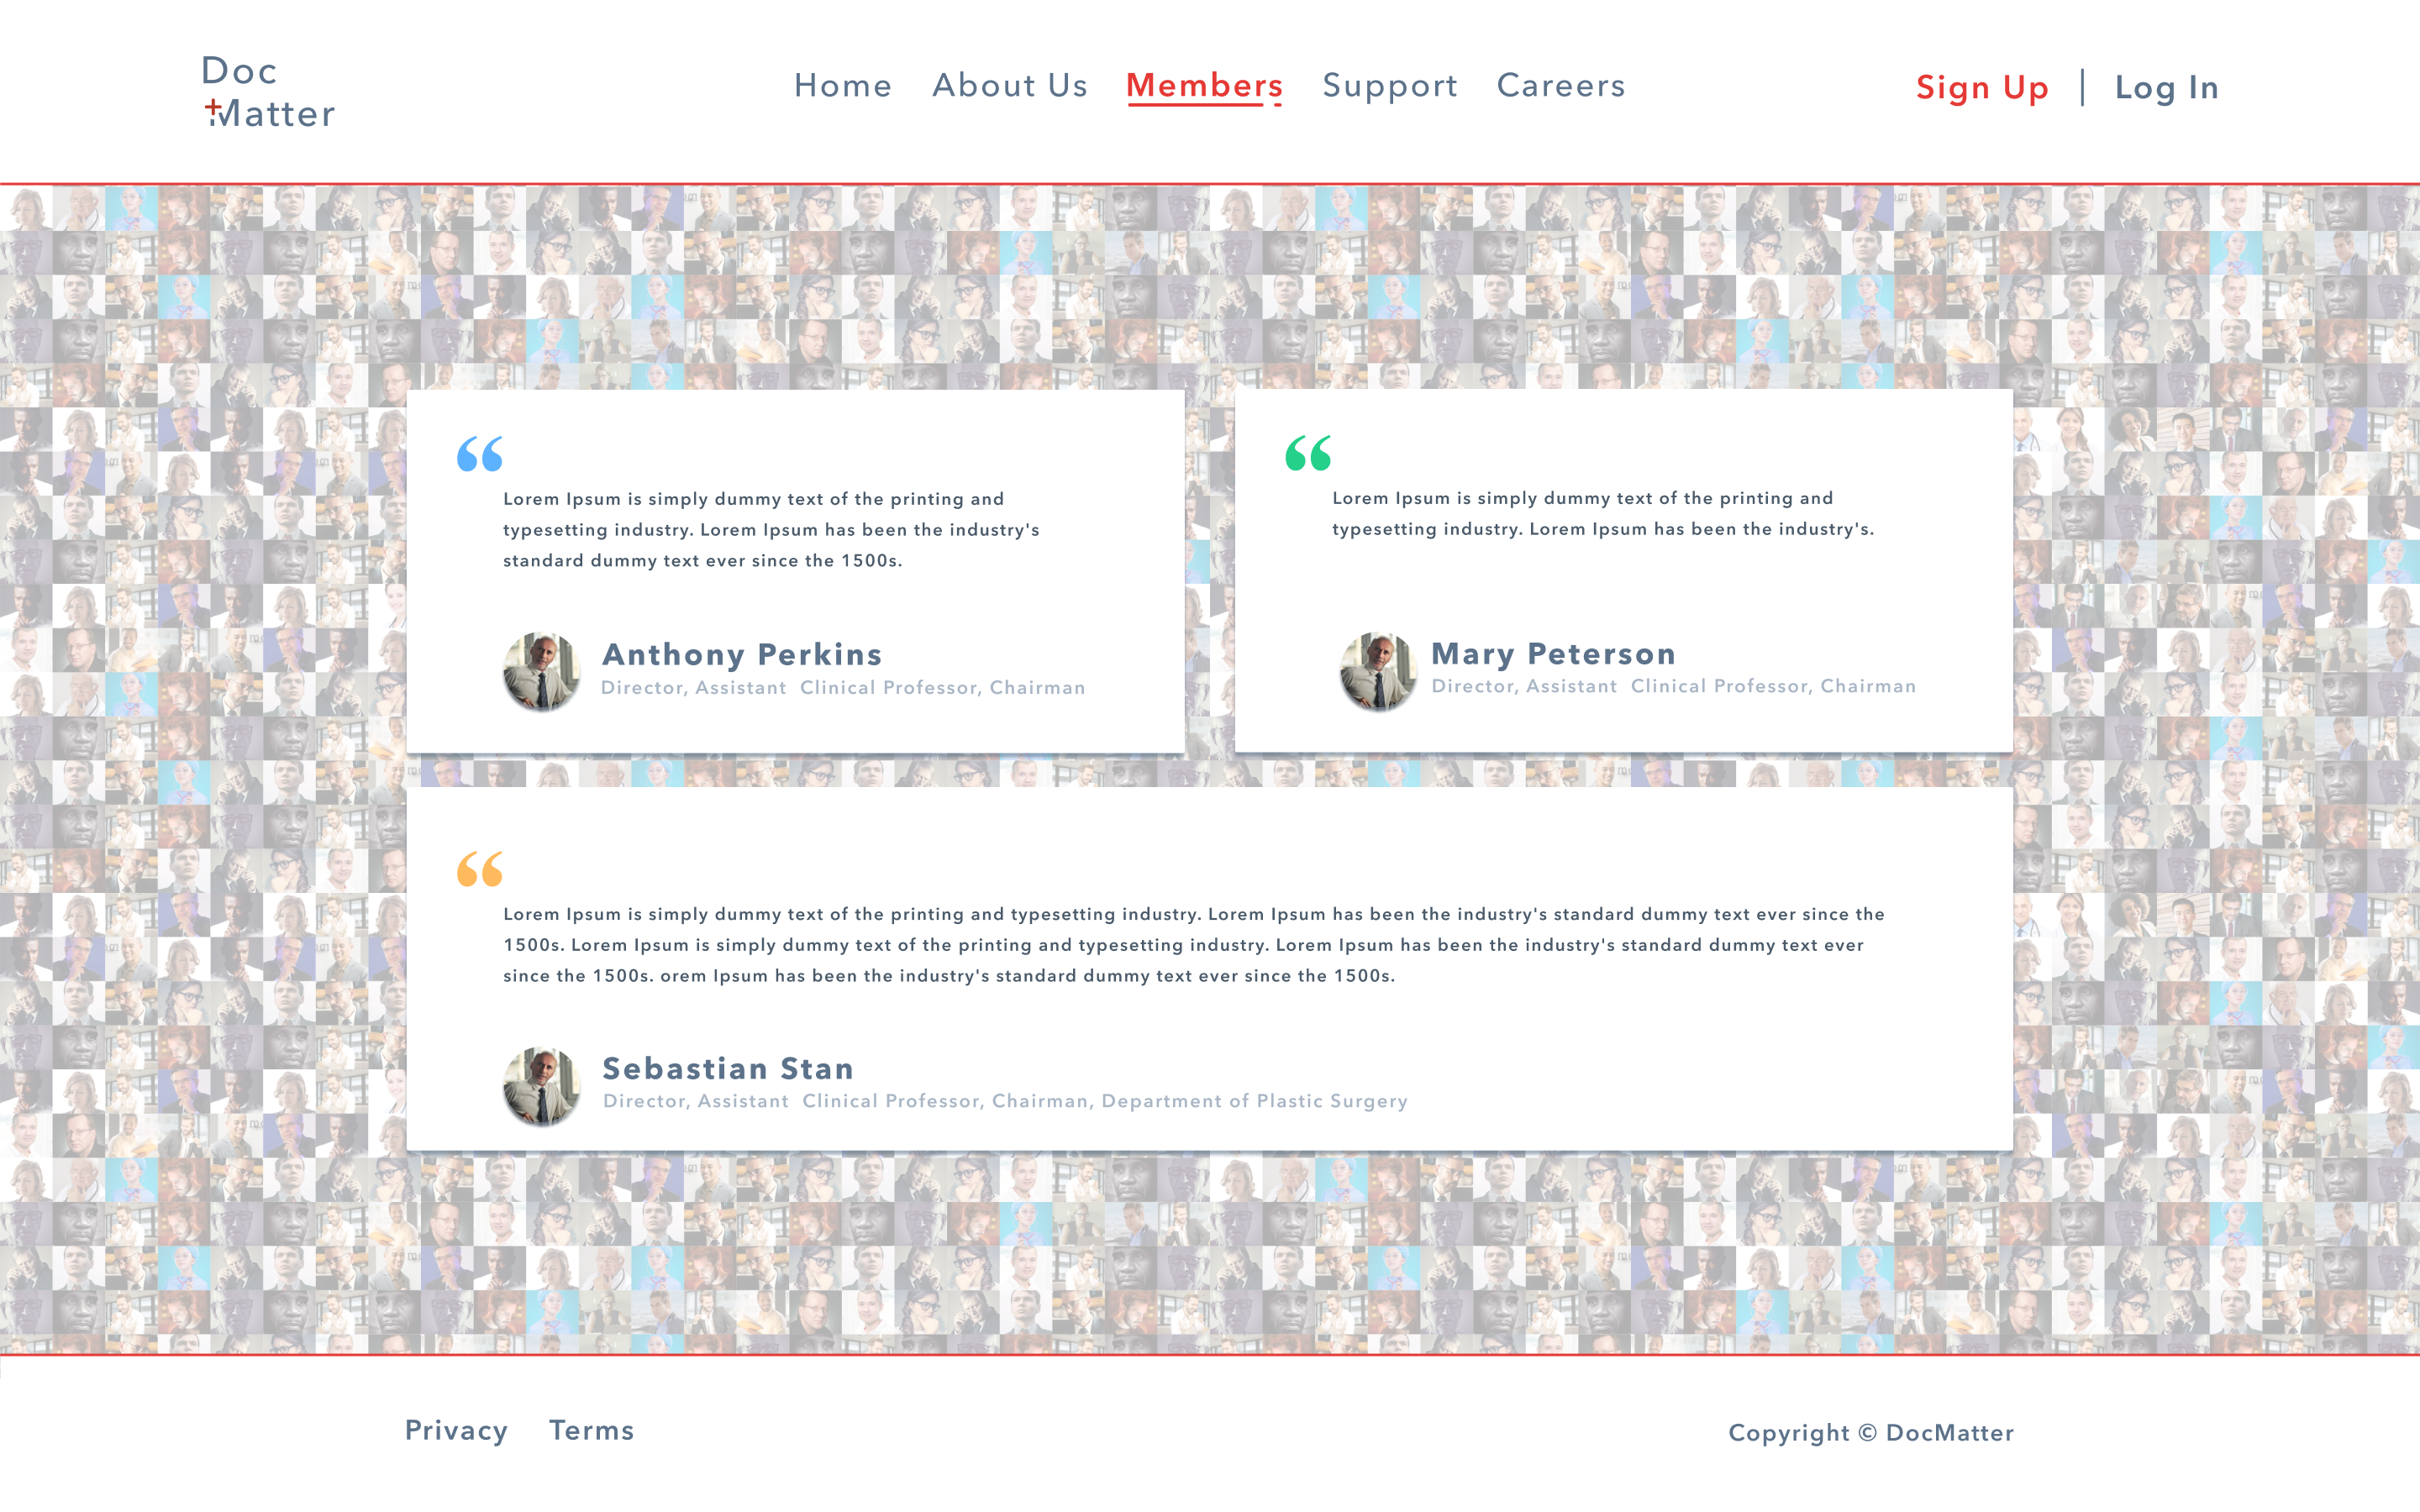 Doc
Matter
Home About Us Members Support Careers
Sign Up | Log In
Lorem Ipsum is simply dummy text of the printing and
typesetting industry. Lorem Ipsum has been the industry's
standard dummy text ever since the 1500s.
Anthony Perkins
Director, Assistant  Clinical Professor, Chairman
Lorem Ipsum is simply dummy text of the printing and
typesetting industry. Lorem Ipsum has been the industry's.
Mary Peterson
Director, Assistant  Clinical Professor, Chairman
Lorem Ipsum is simply dummy text of the printing and typesetting industry. Lorem Ipsum has been the industry's standard dummy text ever since the
1500s. Lorem Ipsum is simply dummy text of the printing and typesetting industry. Lorem Ipsum has been the industry's standard dummy text ever
since the 1500s. orem Ipsum has been the industry's standard dummy text ever since the 1500s.
Sebastian Stan
Director, Assistant  Clinical Professor, Chairman, Department of Plastic Surgery
Privacy Terms
Copyright © DocMatter